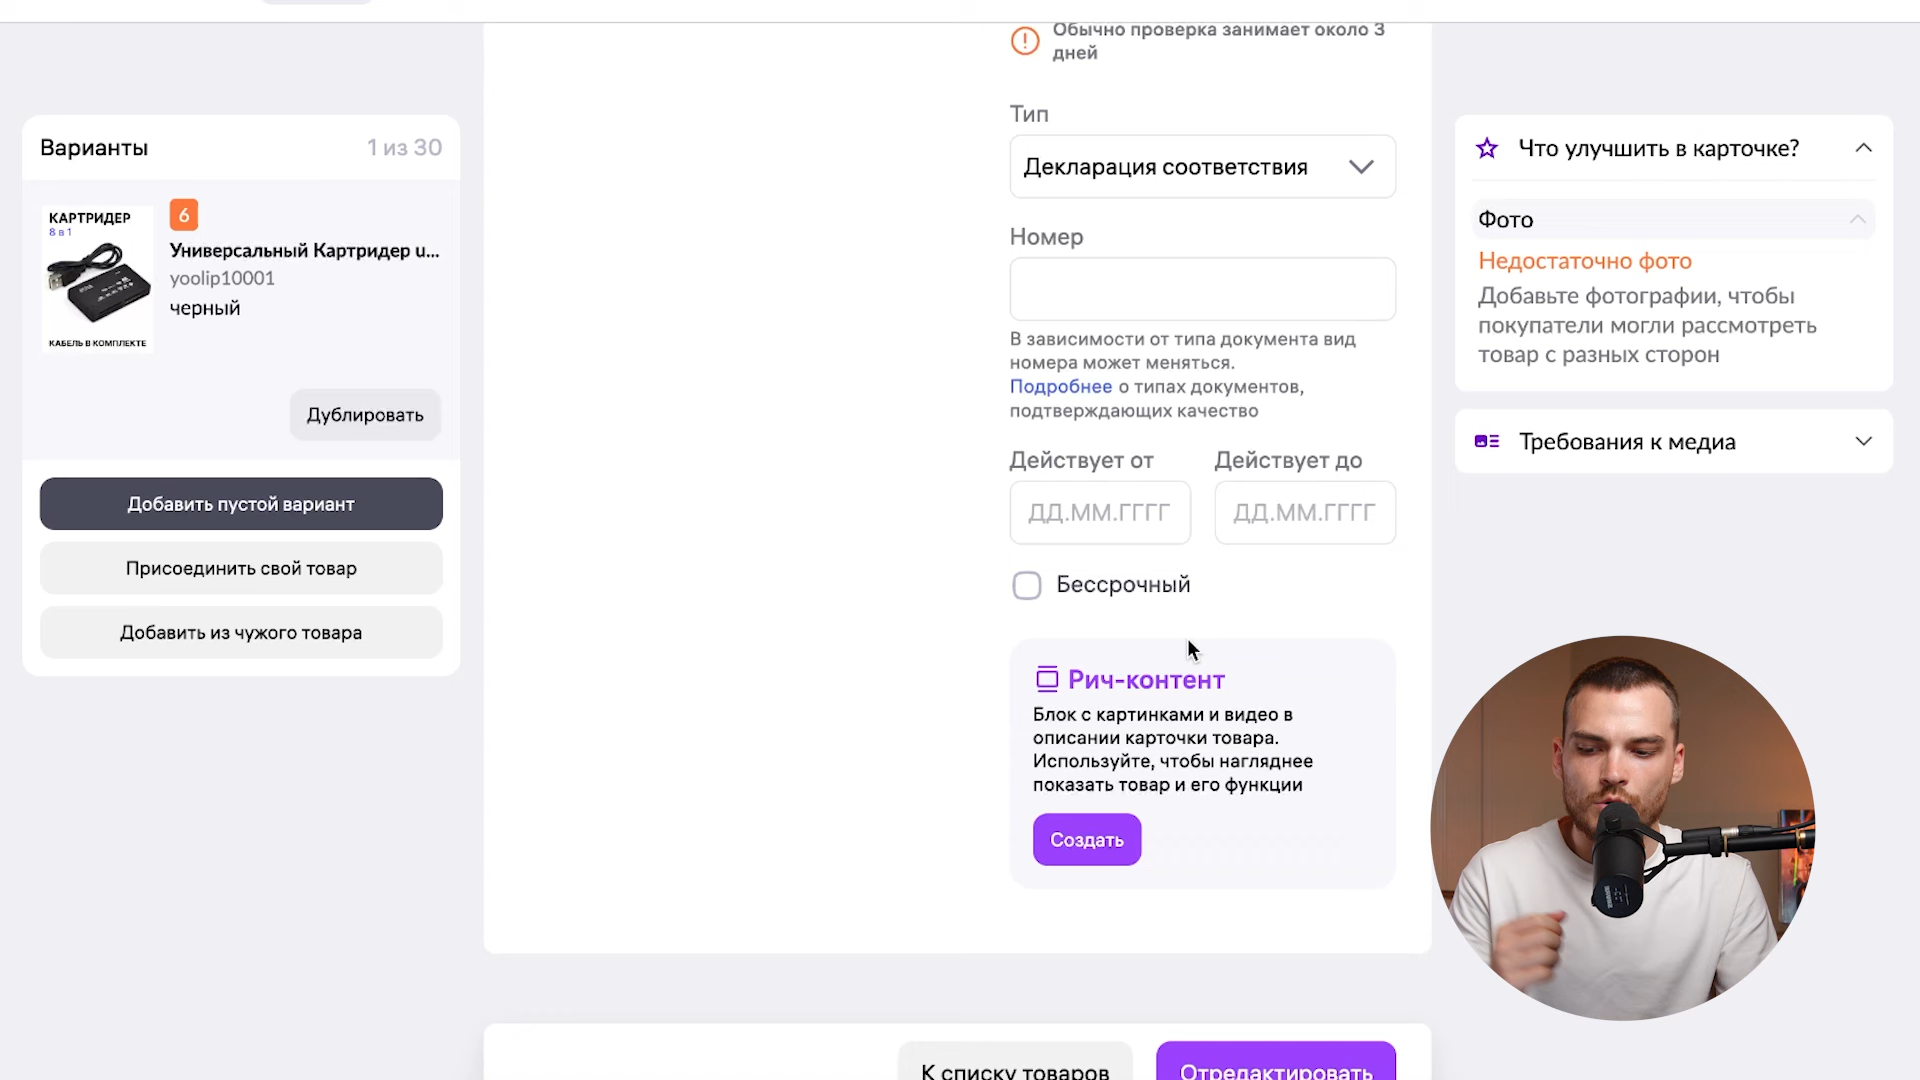 Обычно проверка занимает около 3
дней
Тип
Декларация соответствия
Номер
В зависимости от типа документа вид
номера может меняться.
Подробнее о типах документов,
подтверждающих качество
Действует от
Действует до
ДД.ММ.ГГГГ
ДД.ММ.ГГГГ
Бессрочный
Рич-контент
Блок с картинками и видео в
описании карточки товара.
Используйте, чтобы нагляднее
показать товар и его функции
Создать
К списку товаров
Отредактировать
Варианты
1 из 30
КАРТРИДЕР
8 в 1
КАБЕЛЬ В КОМПЛЕКТЕ
6
Универсальный Картридер u...
yoolip10001
черный
Дублировать
Добавить пустой вариант
Присоединить свой товар
Добавить из чужого товара
Что улучшить в карточке?
Фото
Недостаточно фото
Добавьте фотографии, чтобы
покупатели могли рассмотреть
товар с разных сторон
Требования к медиа